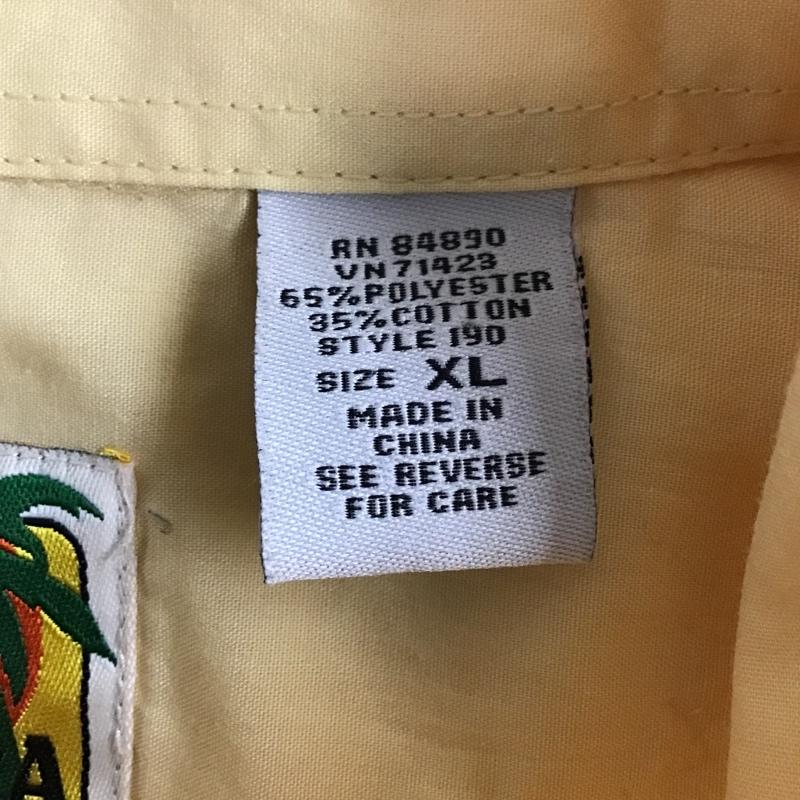 RN 84890
VN 71423
65% POLYESTER
35% COTTON
STYLE 190
SIZE XL
MADE IN
CHINA
SEE REVERSE
FOR CARE
A